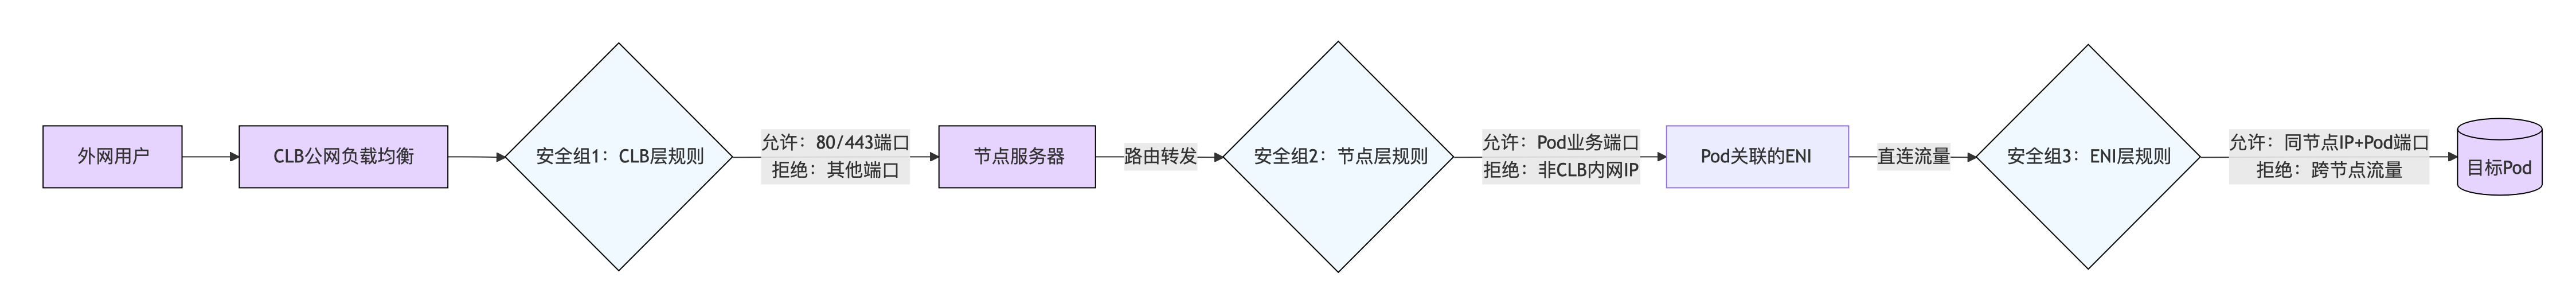 外网用户
CLB公网负载均衡
安全组1：CLB层规则
允许：80/443端口
拒绝：其他端口
节点服务器
路由转发
安全组2：节点层规则
允许：Pod业务端口
拒绝：非CLB内网IP
Pod关联的ENI
直连流量
安全组3：ENI层规则
允许：同节点IP+Pod端口
拒绝：跨节点流量
目标Pod